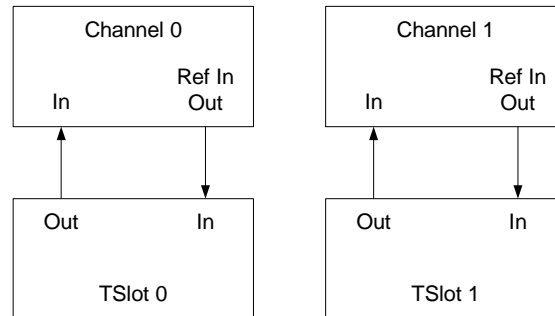 Channel 0
Ref In
In Out
Out In
TSlot 0
Channel 1
Ref In
In Out
Out In
TSlot 1